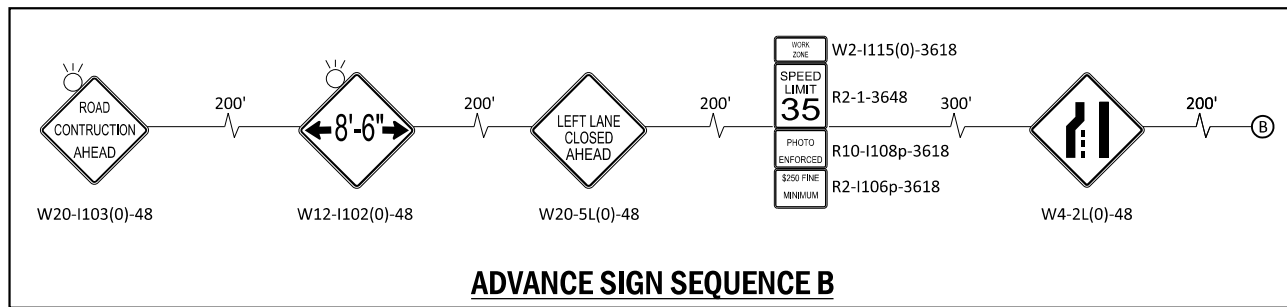 ROAD
CONTRUCTION
AHEAD
W20-I103(0)-48
200'
8'-6"
W12-I102(0)-48
200'
LEFT LANE
CLOSED
AHEAD
W20-5L(0)-48
200'
WORK
ZONE
W2-I115(0)-3618
SPEED
LIMIT
35
R2-1-3648
PHOTO
ENFORCED
R10-I108p-3618
$250 FINE
MINIMUM
R2-I106p-3618
300'
W4-2L(0)-48
200'
B
ADVANCE SIGN SEQUENCE B